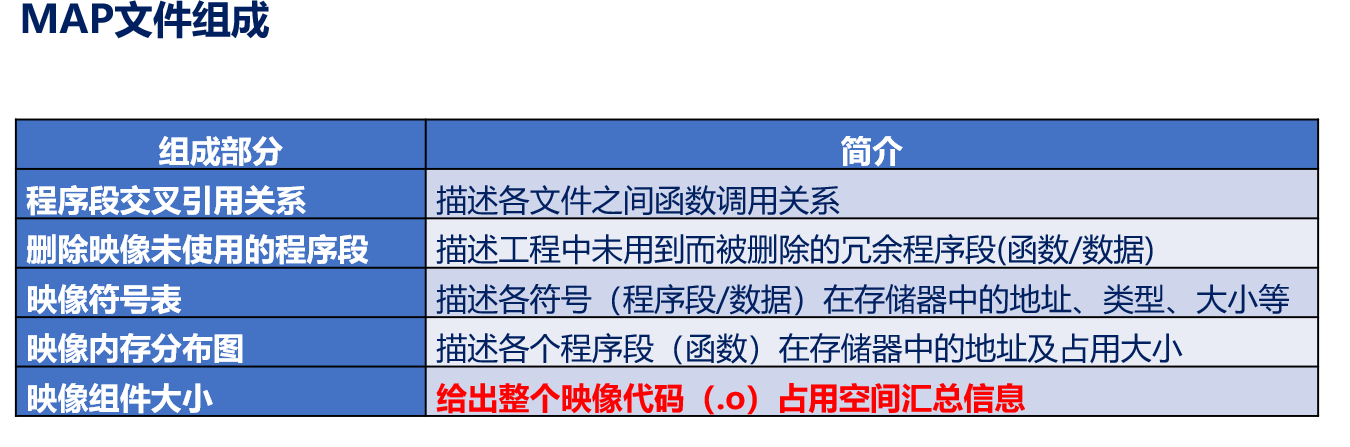 MAP文件组成
组成部分 简介
程序段交叉引用关系 描述各文件之间函数调用关系
删除映像未使用的程序段 描述工程中未用到而被删除的冗余程序段(函数/数据)
映像符号表 描述各符号（程序段/数据）在存储器中的地址、类型、大小等
映像内存分布图 描述各个程序段（函数）在存储器中的地址及占用大小
映像组件大小 给出整个映像代码（.o）占用空间汇总信息